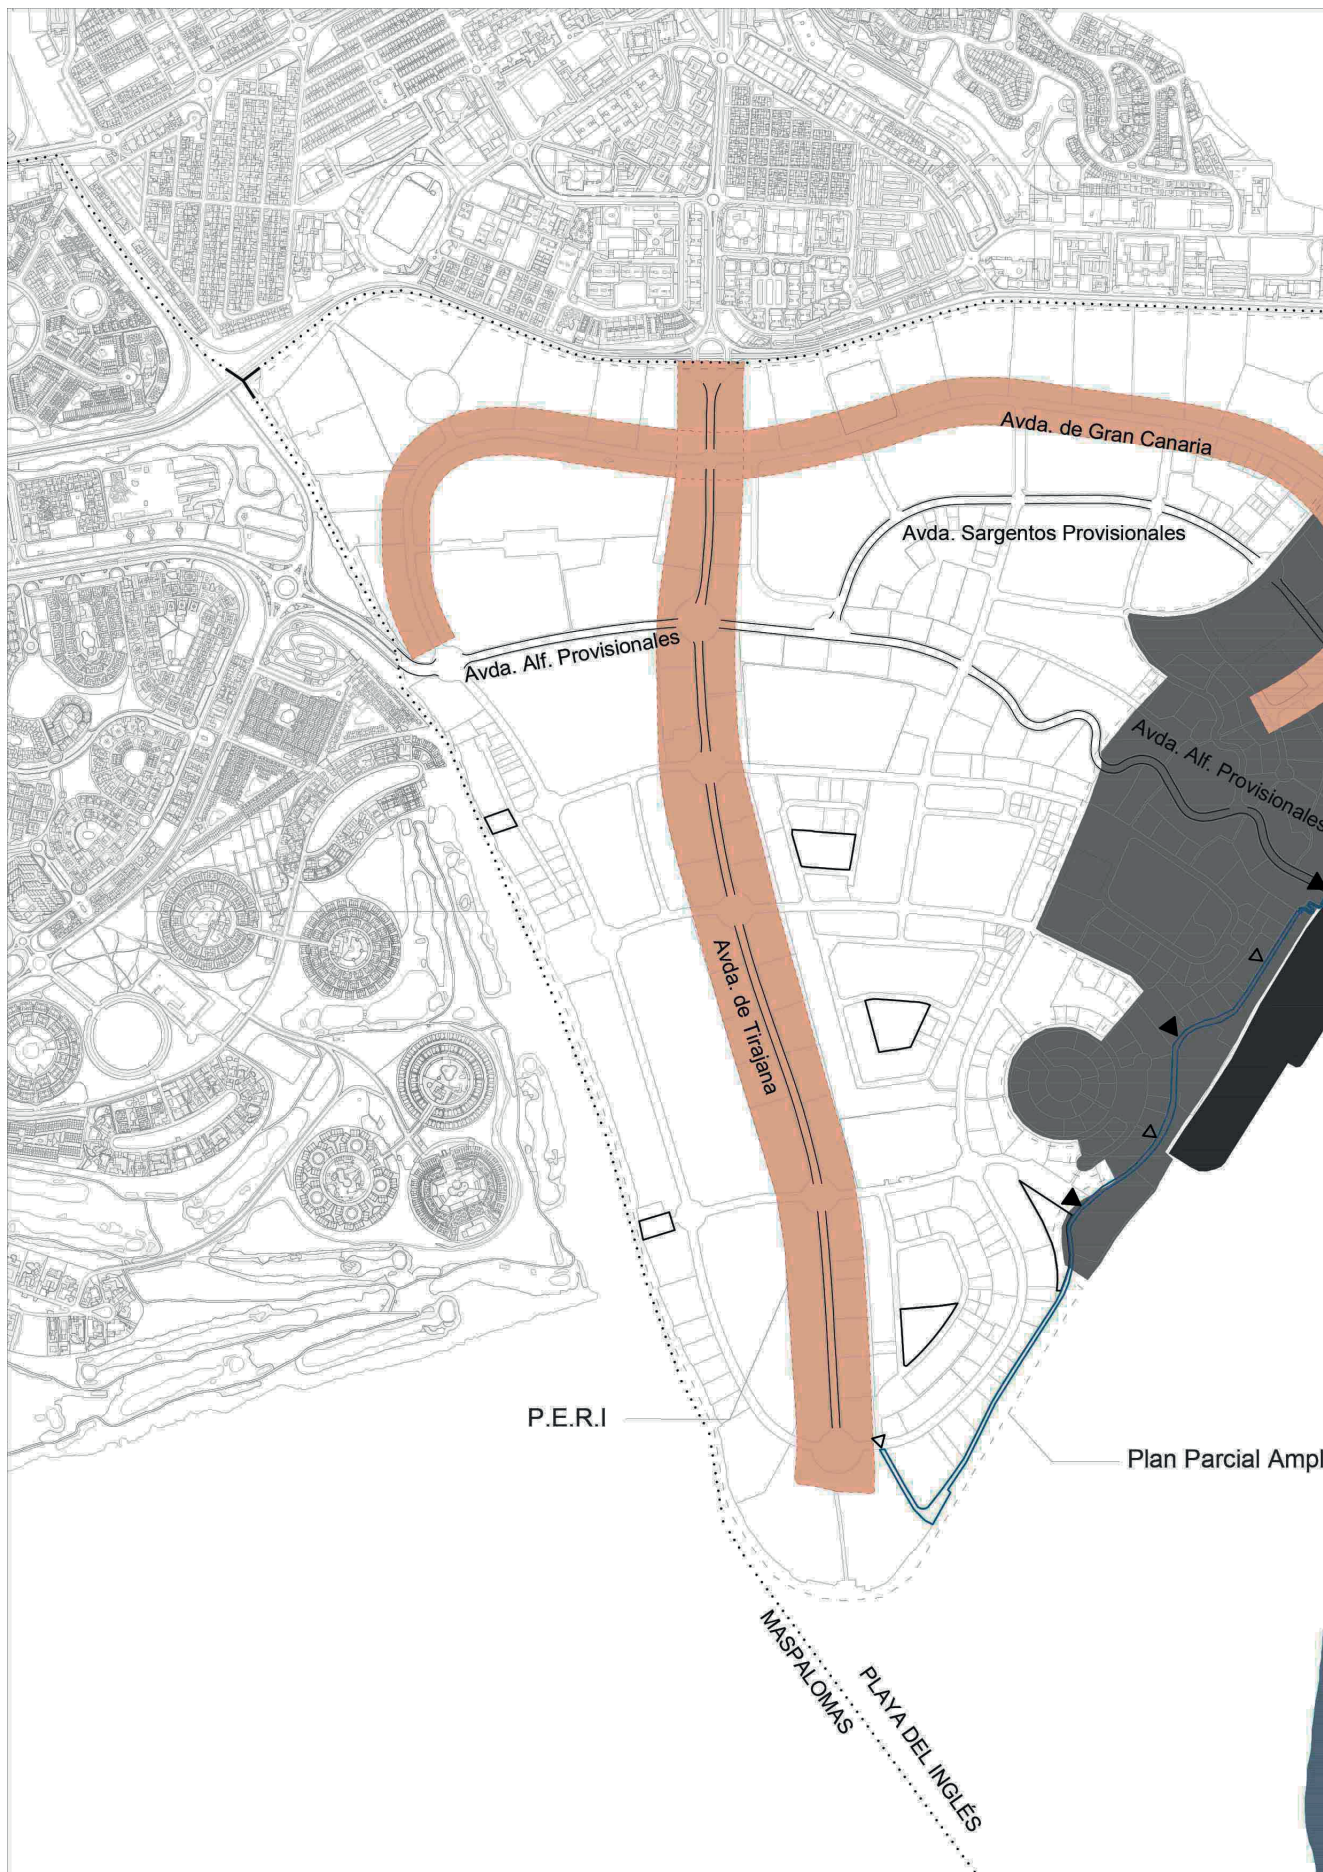 Avda. de Gran Canaria
Avda. Sargentos Provisionales
Avda. Alf. Provisionales
Avda. Alf. Provisionales
Avda. de Tirajana
P.E.R.I
Plan Parcial Ampl
MASPALOMAS
PLAYA DEL INGLÉS